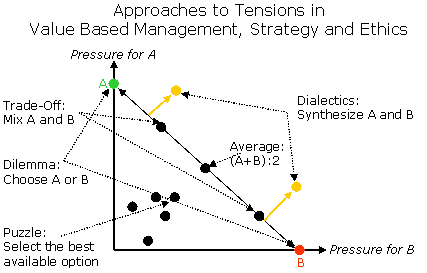 Approaches to Tensions in
Value Based Management, Strategy and Ethics
Pressure for A
A
Trade-Off:
Mix A and B
Dialectics:
Synthesize A and B
Average:
(A+B):2
Dilemma:
Choose A or B
Puzzle:
Select the best
available option
B
Pressure for B